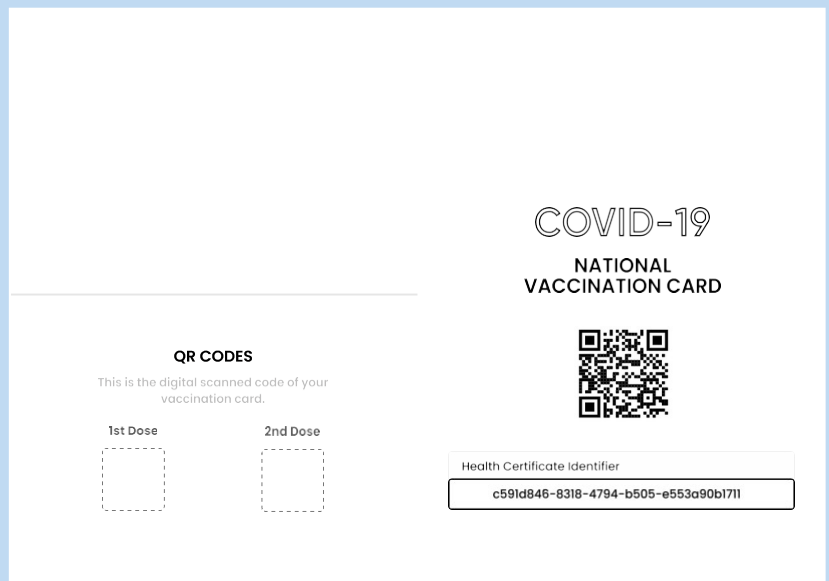 COVID-19
NATIONAL
VACCINATION CARD
QR CODES
This is the digital scanned code of your
vaccination card.
1st Dose
2nd Dose
Health Certificate Identifier
c591d846-8318-4794-b505-e553a90b1711